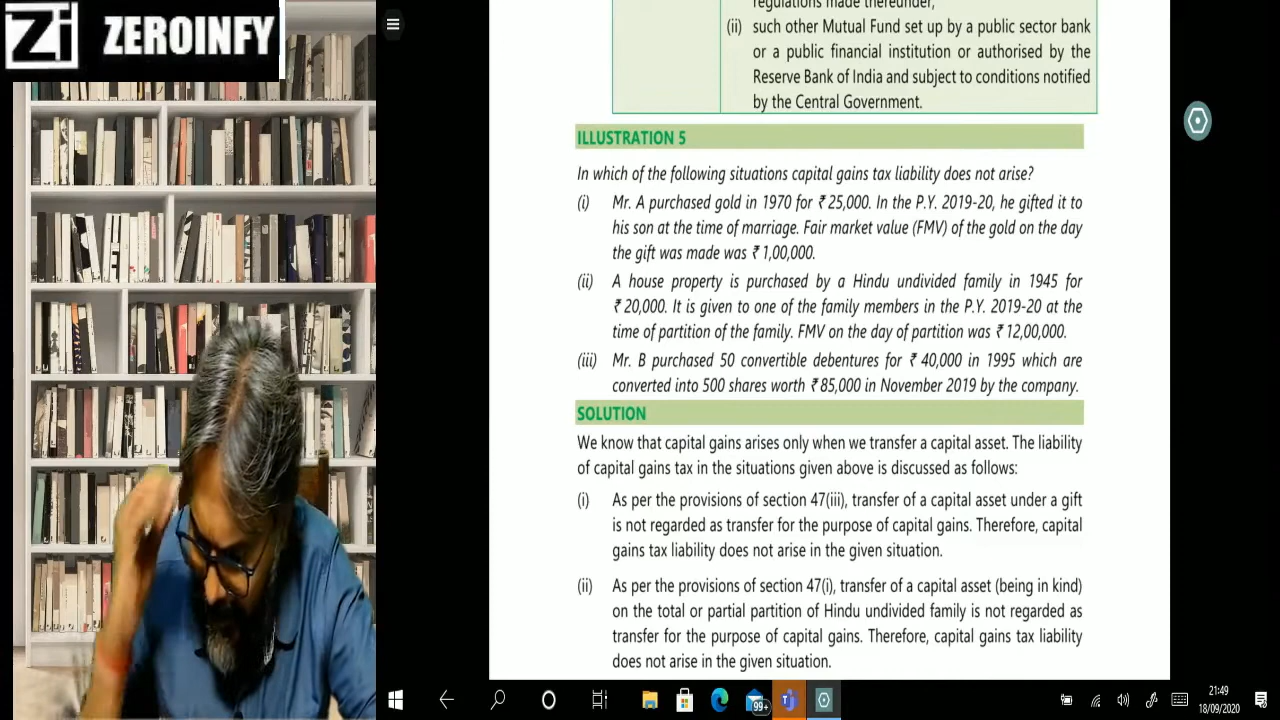 Zi ZEROINFY
regulations made thereunder;
(ii) such other Mutual Fund set up by a public sector bank
or a public financial institution or authorised by the
Reserve Bank of India and subject to conditions notified
by the Central Government.
ILLUSTRATION 5
In which of the following situations capital gains tax liability does not arise?
(i) Mr. A purchased gold in 1970 for ₹ 25,000. In the P.Y. 2019-20, he gifted it to
his son at the time of marriage. Fair market value (FMV) of the gold on the day
the gift was made was ₹ 1,00,000.
(ii) A house property is purchased by a Hindu undivided family in 1945 for
₹ 20,000. It is given to one of the family members in the P.Y. 2019-20 at the
time of partition of the family. FMV on the day of partition was ₹ 12,00,000.
(iii) Mr. B purchased 50 convertible debentures for ₹ 40,000 in 1995 which are
converted into 500 shares worth ₹ 85,000 in November 2019 by the company.
SOLUTION
We know that capital gains arises only when we transfer a capital asset. The liability
of capital gains tax in the situations given above is discussed as follows:
(i) As per the provisions of section 47(iii), transfer of a capital asset under a gift
is not regarded as transfer for the purpose of capital gains. Therefore, capital
gains tax liability does not arise in the given situation.
(ii) As per the provisions of section 47(i), transfer of a capital asset (being in kind)
on the total or partial partition of Hindu undivided family is not regarded as
transfer for the purpose of capital gains. Therefore, capital gains tax liability
does not arise in the given situation.
99+
21:49
18/09/2020